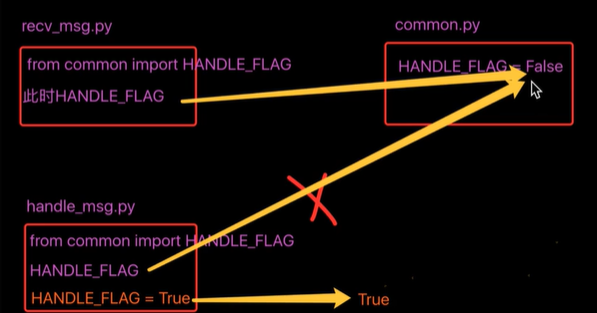 recv_msg.py
from common import HANDLE_FLAG
此时HANDLE_FLAG
common.py
HANDLE_FLAG = False
handle_msg.py
from common import HANDLE_FLAG
HANDLE_FLAG
HANDLE_FLAG = True
True